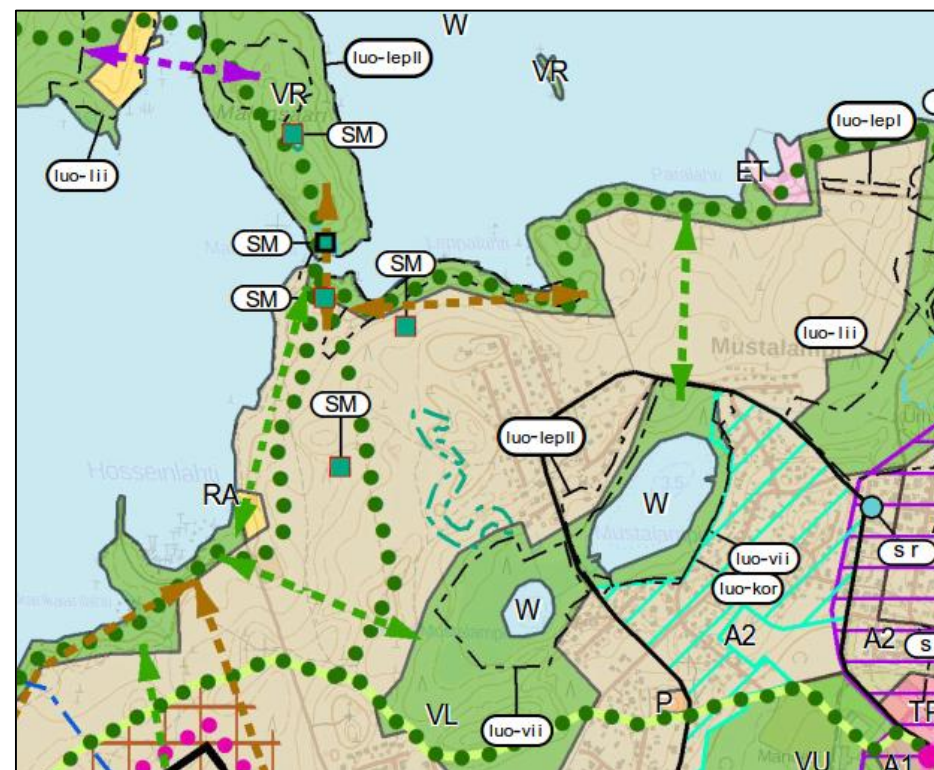 W
luo-lepII
VR
VR
SM
luo-lepI
luo-lii
ET
SM
SM
SM
luo-lii
Mustalampi
SM
luo-lepII
Hosseinlahti
RA
W
Mustalampi
s r
luo-vii
luo-kor
W
A2
A2
VL
P
luo-vii
TP
VU
A1